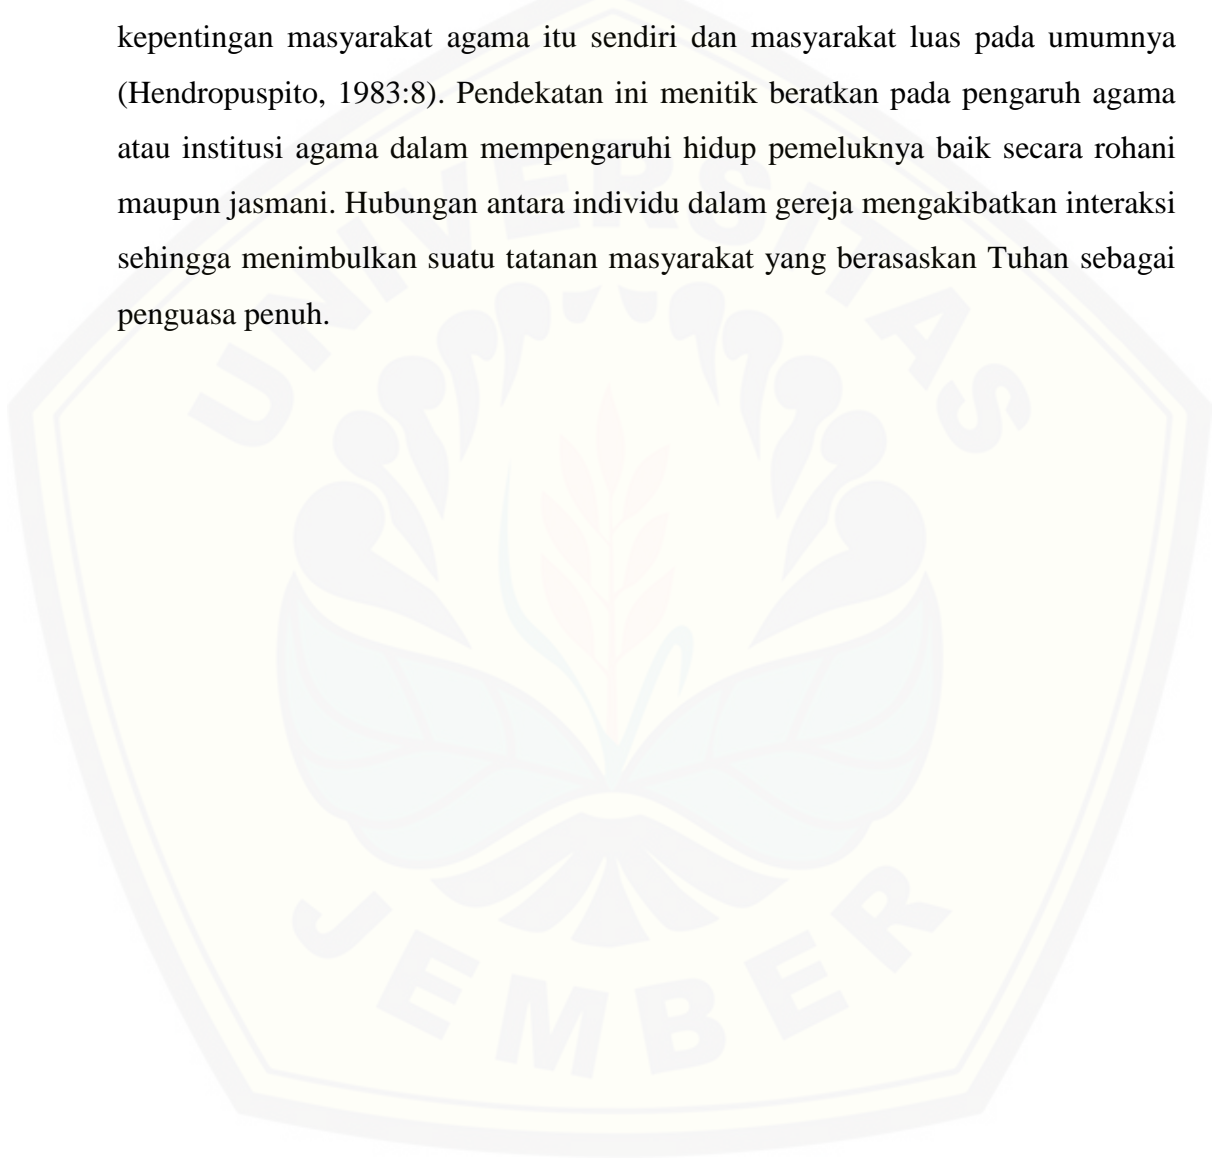 kepentingan masyarakat agama itu sendiri dan masyarakat luas pada umumnya
(Hendropuspito, 1983:8). Pendekatan ini menitik beratkan pada pengaruh agama
atau institusi agama dalam mempengaruhi hidup pemeluknya baik secara rohani
maupun jasmani. Hubungan antara individu dalam gereja mengakibatkan interaksi
sehingga menimbulkan suatu tatanan masyarakat yang berasaskan Tuhan sebagai
penguasa penuh.
UNIVERSITAS
JEMBER